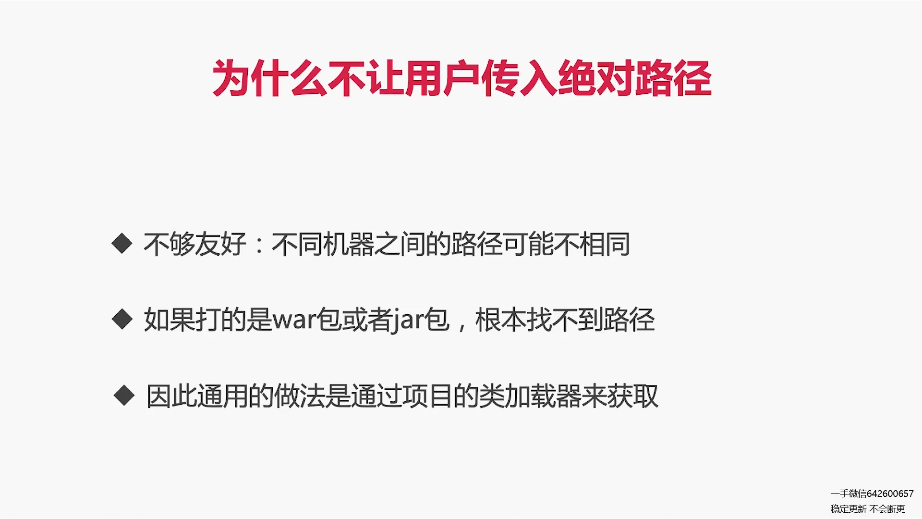 为什么不让用户传入绝对路径
◆ 不够友好：不同机器之间的路径可能不相同
◆ 如果打的是war包或者jar包，根本找不到路径
◆ 因此通用的做法是通过项目的类加载器来获取
一手微信642600657
稳定更新 不会断更